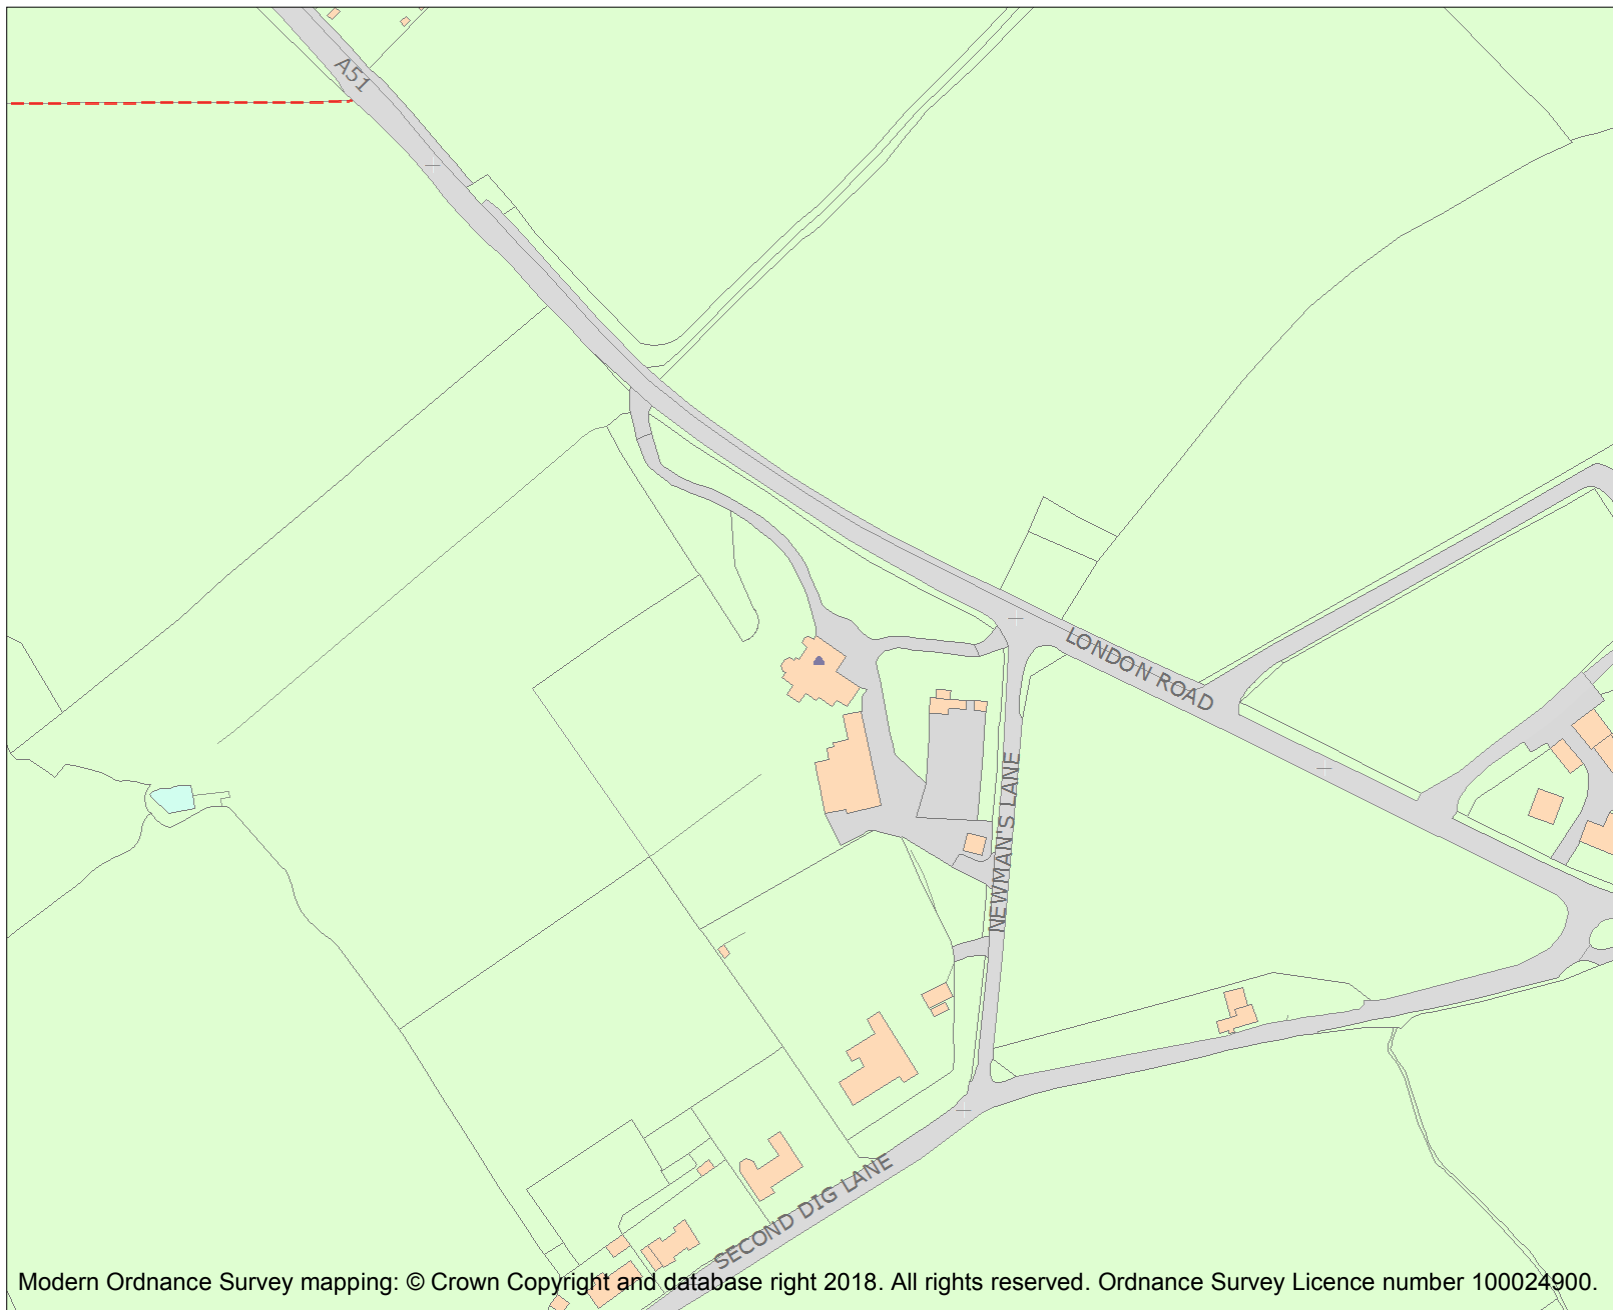 A51
LONDON ROAD
NEWMAN'S LANE
SECOND DIG LANE
Modern Ordnance Survey mapping: © Crown Copyright and database right 2018. All rights reserved. Ordnance Survey Licence number 100024900.